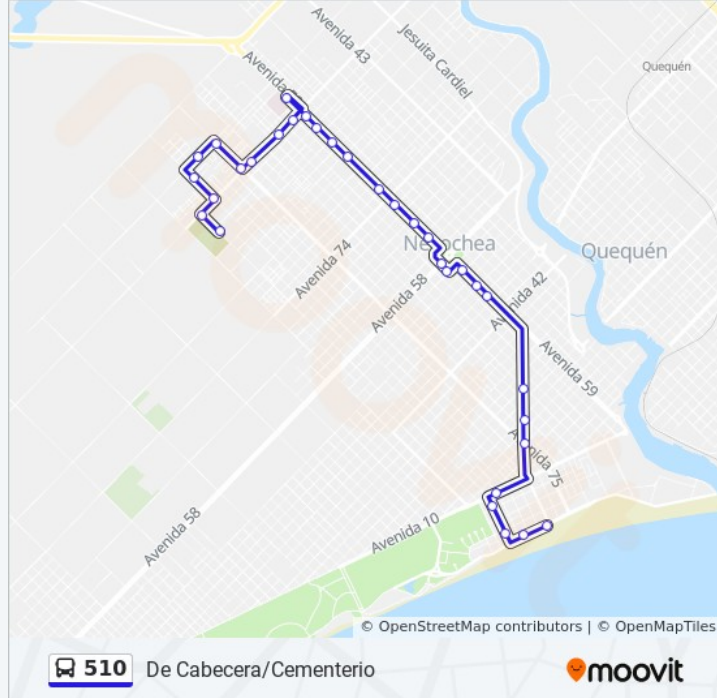 Avenida 43
Jesuita Cardiel
Avenida
Quequén
Necochea
Quequén
Avenida 74
Avenida 58
Avenida 42
Avenida 59
Avenida 75
Avenida 10
Avenida 58
© OpenStreetMap contributors | © OpenMapTiles
510 De Cabecera/Cementerio
moovit